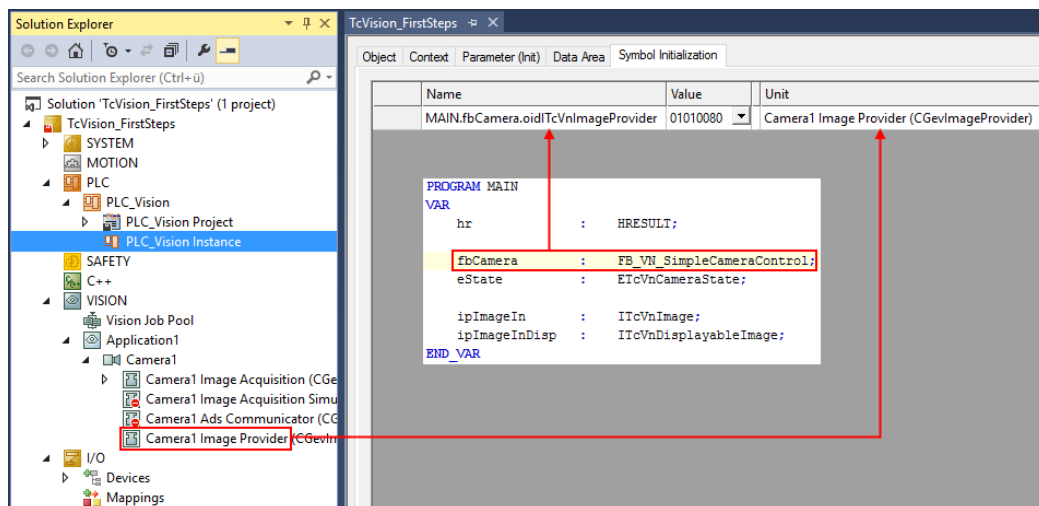 Solution Explorer
Search Solution Explorer (Ctrl+ü)
Solution 'TcVision_FirstSteps' (1 project)
TcVision_FirstSteps
SYSTEM
MOTION
PLC
PLC_Vision
PLC_Vision Project
PLC_Vision Instance
SAFETY
C++
VISION
Vision Job Pool
Application1
Camera1
Camera1 Image Acquisition (CGe
Camera1 Image Acquisition Simu
Camera1 Ads Communicator (CG
Camera1 Image Provider (CGevIm
I/O
Devices
Mappings
TcVision_FirstSteps
Object Context Parameter (Init) Data Area Symbol Initialization
Name Value Unit
MAIN.fbCamera.oidITcVnImageProvider 01010080 Camera1 Image Provider (CGevImageProvider)
PROGRAM MAIN
VAR
hr : HRESULT;
fbCamera : FB_VN_SimpleCameraControl;
eState : ETcVnCameraState;
ipImageIn : ITcVnImage;
ipImageInDisp : ITcVnDisplayableImage;
END_VAR